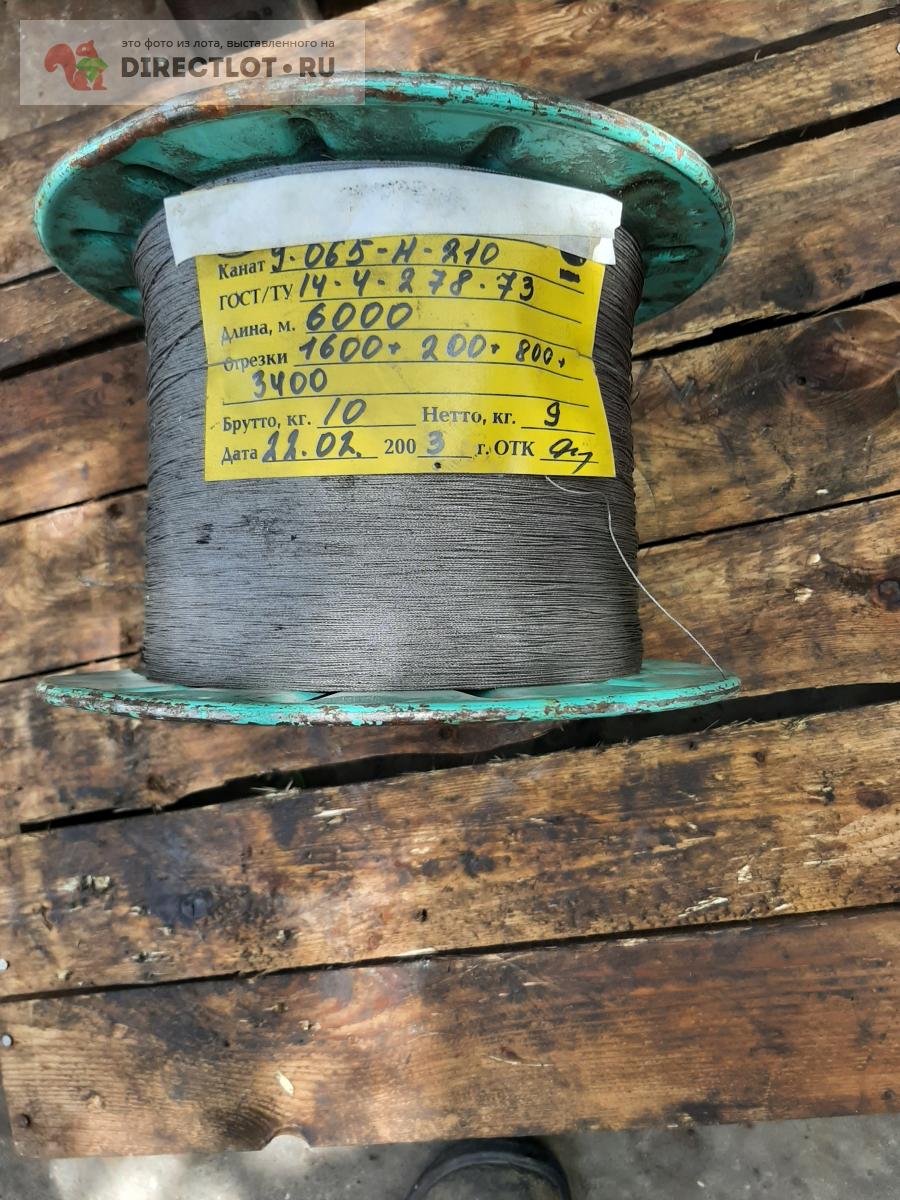 это фото из лота, выставленного на
DIRECTLOT.RU
Канат 9-065-Н-210
ГОСТ/ТУ 14-4-278-73
Длина, м. 6000
Отрезки 1600+ 200+ 800+
3400
Брутто, кг. 10 Нетто, кг. 9
Дата 22.02. 2003 г. ОТК